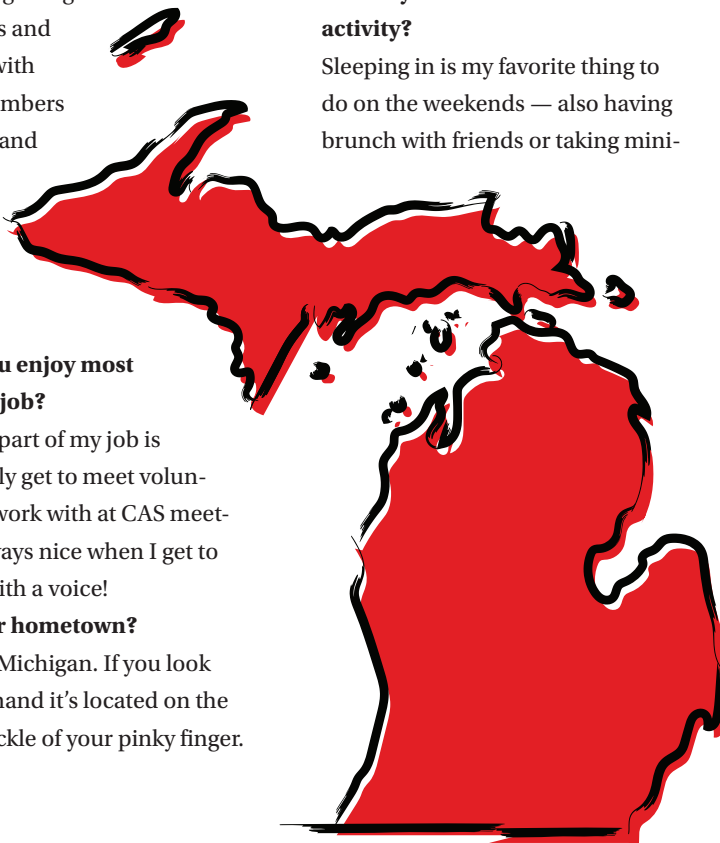 s and
with
mbers
and
u enjoy most
job?
part of my job is
ly get to meet volun-
work with at CAS meet-
ays nice when I get to
ith a voice!
r hometown?
Michigan. If you look
hand it’s located on the
ckle of your pinky finger.
activity?
Sleeping in is my favorite thing to
do on the weekends — also having
brunch with friends or taking mini-